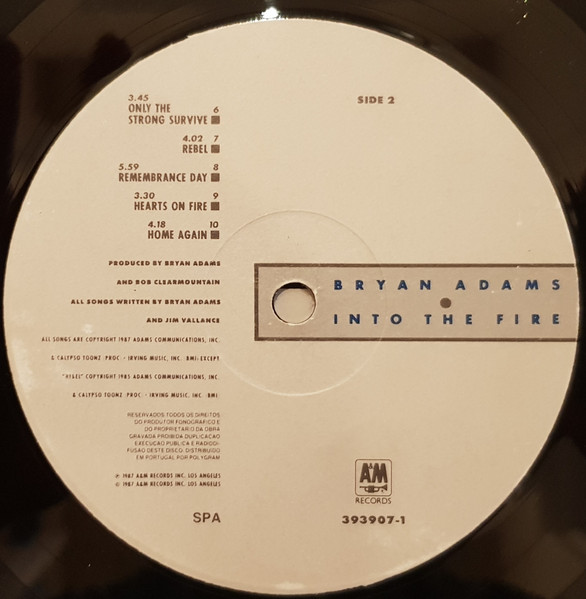 3.45
ONLY THE 6
STRONG SURVIVE
4.02 7
REBEL
5.59 8
REMEMBRANCE DAY
3.30 9
HEARTS ON FIRE
4.18 10
HOME AGAIN
PRODUCED BY BRYAN ADAMS
AND BOB CLEARMOUNTAIN
ALL SONGS WRITTEN BY BRYAN ADAMS
AND JIM VALLANCE
ALL SONGS ARE COPYRIGHT 1987 ADAMS COMMUNICATIONS, INC.
& CALYPSO TOONZ (PROC.) - IRVING MUSIC, INC. (BMI) EXCEPT
"REBEL" COPYRIGHT 1985 ADAMS COMMUNICATIONS, INC.
& CALYPSO TOONZ (PROC.) - IRVING MUSIC, INC. (BMI)
RESERVADOS TODOS OS DIREITOS
DO PRODUTOR FONOGRAFICO E
DO PROPRIETARIO DA OBRA
GRAVADA PROIBIDA DUPLICACAO
EXECUÇAO PUBLICA E RADIODI-
FUSAO DESTE DISCO. DISTRIBUIDO
EM PORTUGAL POR POLYGRAM
℗ 1987 A&M RECORDS INC. LOS ANGELES
© 1987 A&M RECORDS INC. LOS ANGELES
SPA
SIDE 2
BRYAN ADAMS
INTO THE FIRE
A&M
RECORDS
393907-1